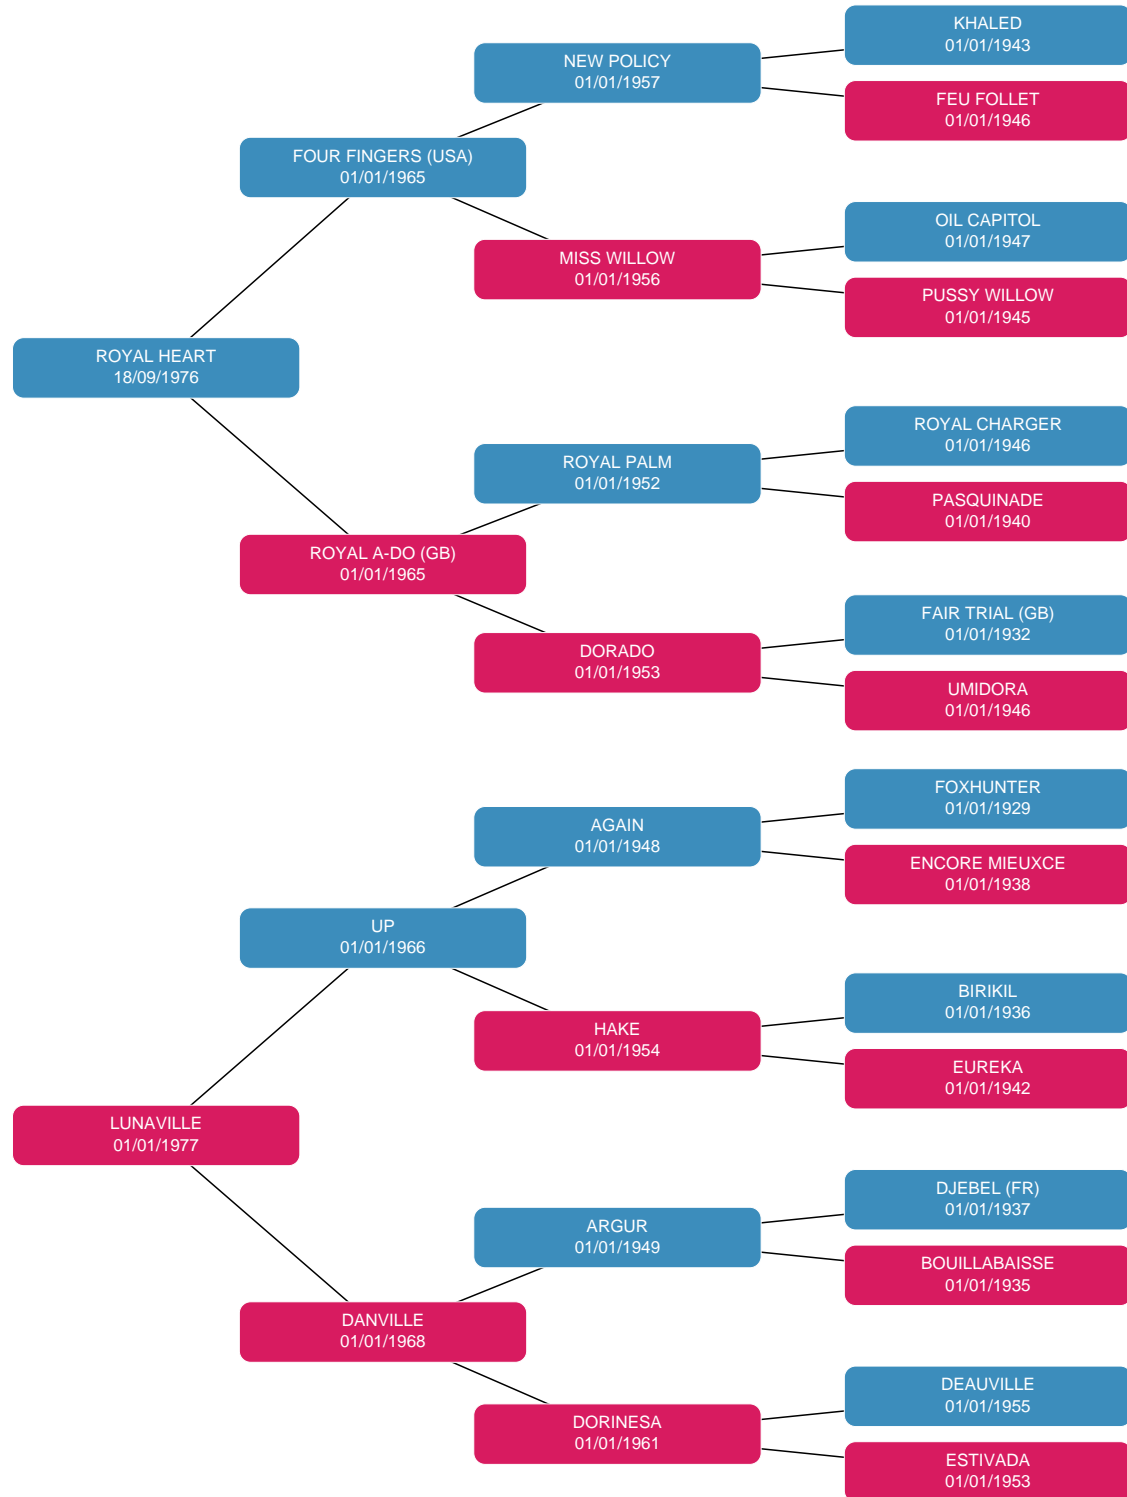 KHALED
01/01/1943
NEW POLICY
01/01/1957
FEU FOLLET
01/01/1946
FOUR FINGERS (USA)
01/01/1965
OIL CAPITOL
01/01/1947
MISS WILLOW
01/01/1956
PUSSY WILLOW
01/01/1945
ROYAL HEART
18/09/1976
ROYAL CHARGER
01/01/1946
ROYAL PALM
01/01/1952
PASQUINADE
01/01/1940
ROYAL A-DO (GB)
01/01/1965
FAIR TRIAL (GB)
01/01/1932
DORADO
01/01/1953
UMIDORA
01/01/1946
FOXHUNTER
01/01/1929
AGAIN
01/01/1948
ENCORE MIEUXCE
01/01/1938
UP
01/01/1966
BIRIKIL
01/01/1936
HAKE
01/01/1954
EUREKA
01/01/1942
LUNAVILLE
01/01/1977
DJEBEL (FR)
01/01/1937
ARGUR
01/01/1949
BOUILLABAISSE
01/01/1935
DANVILLE
01/01/1968
DEAUVILLE
01/01/1955
DORINESA
01/01/1961
ESTIVADA
01/01/1953